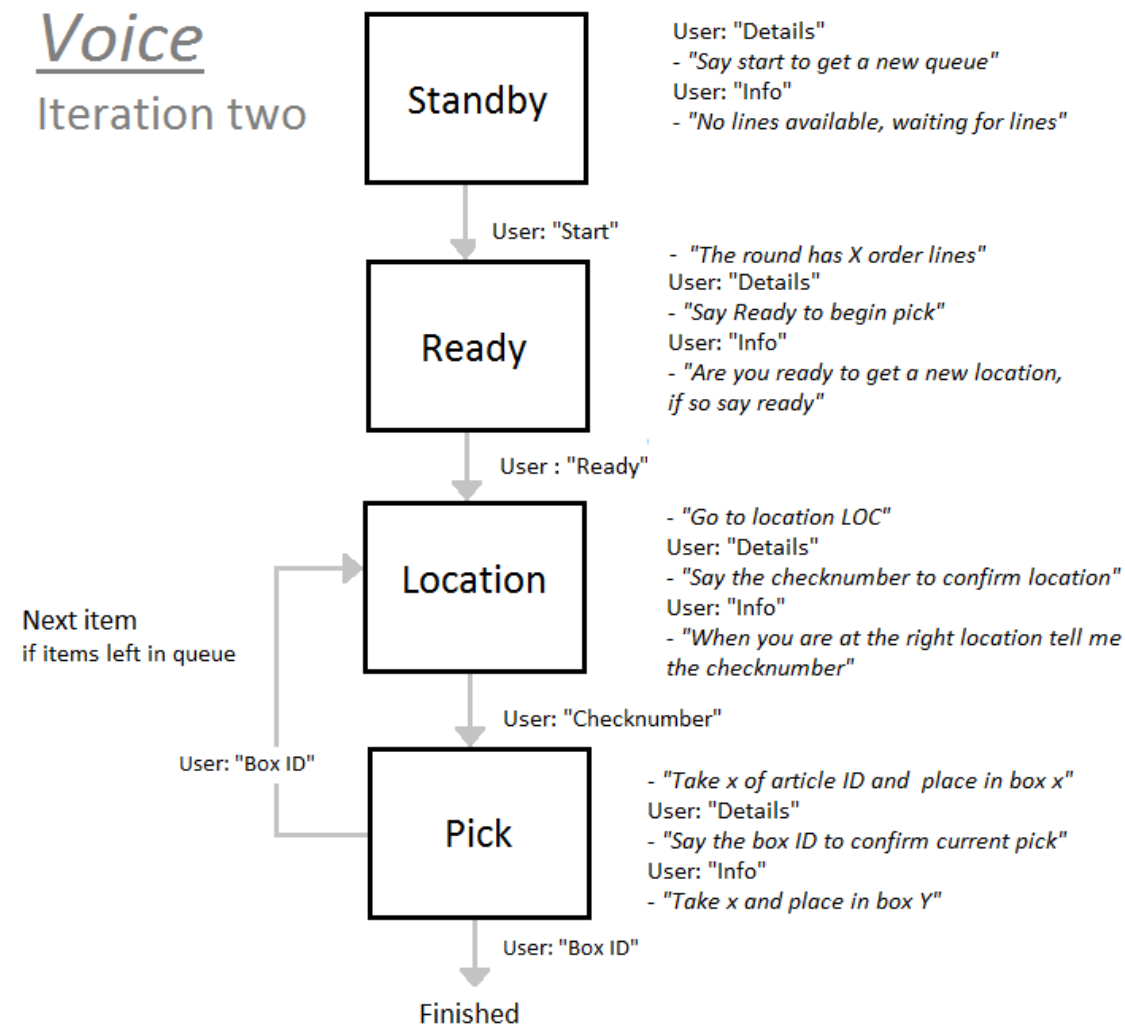 Voice
Iteration two
Standby
User: "Details"
- "Say start to get a new queue"
User: "Info"
- "No lines available, waiting for lines"
User: "Start"
Ready
- "The round has X order lines"
User: "Details"
- "Say Ready to begin pick"
User: "Info"
- "Are you ready to get a new location,
if so say ready"
User : "Ready"
Location
- "Go to location LOC"
User: "Details"
- "Say the checknumber to confirm location"
User: "Info"
- "When you are at the right location tell me
the checknumber"
Next item
if items left in queue
User: "Checknumber"
User: "Box ID"
Pick
- "Take x of article ID and place in box x"
User: "Details"
- "Say the box ID to confirm current pick"
User: "Info"
- "Take x and place in box Y"
User: "Box ID"
Finished